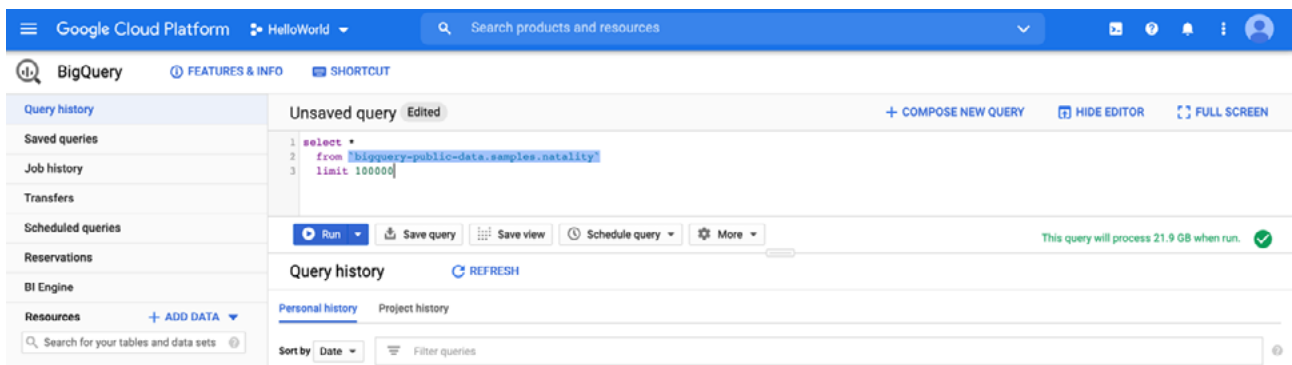 Google Cloud Platform HelloWorld Search products and resources
BigQuery FEATURES & INFO SHORTCUT
Query history
Saved queries
Job history
Transfers
Scheduled queries
Reservations
BI Engine
Resources + ADD DATA
Search for your tables and data sets
Unsaved query Edited + COMPOSE NEW QUERY HIDE EDITOR FULL SCREEN
1 select *
2 from `bigquery-public-data.samples.natality`
3 limit 100000
Run Save query Save view Schedule query More This query will process 21.9 GB when run.
Query history REFRESH
Personal history Project history
Sort by Date Filter queries